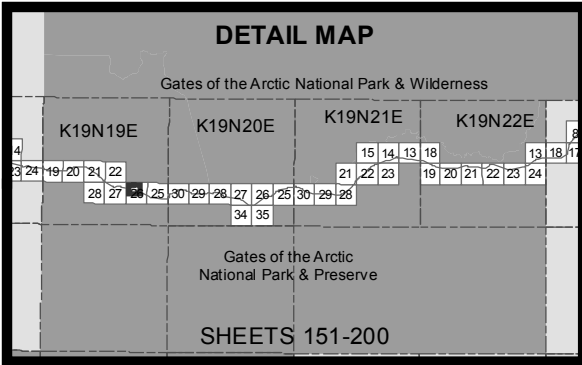 DETAIL MAP
Gates of the Arctic National Park & Wilderness
K19N19E K19N20E K19N21E K19N22E
8
4 15 14 13 18 13 18 17
23 24 19 20 21 22 21 22 23 19 20 21 22 23 24
28 27 26 25 30 29 28 27 26 25 30 29 28
34 35
Gates of the Arctic
National Park & Preserve
SHEETS 151-200